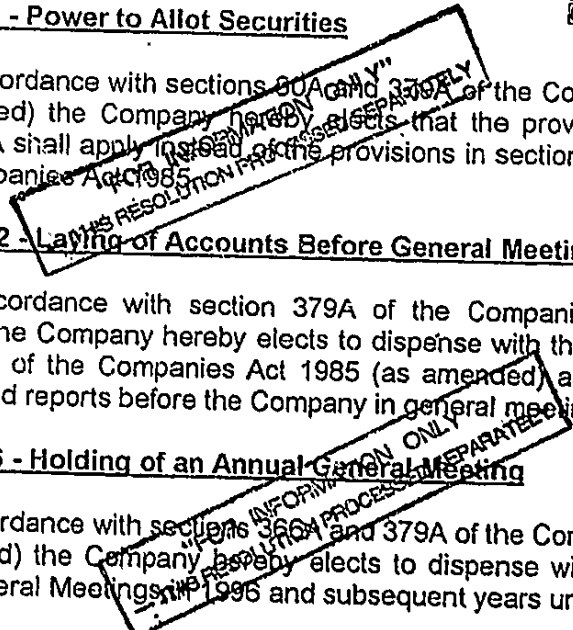 - Power to Allot Securities
ordance with sections 80A and 379A of the Co
ed) the Company hereby elects that the prov
A shall apply instead of the provisions in section
panies Act 1985
"FOR INFORMATION ONLY"
THIS RESOLUTION PROCESSED SEPARATELY
2 - Laying of Accounts Before General Meeti
cordance with section 379A of the Compani
he Company hereby elects to dispense with th
of the Companies Act 1985 (as amended) a
d reports before the Company in general meeti
"FOR INFORMATION ONLY
THIS RESOLUTION PROCESSED SEPARATELY
- Holding of an Annual General Meeting
rdance with sections 366A and 379A of the Co
d) the Company hereby elects to dispense wi
eral Meetings in 1996 and subsequent years un